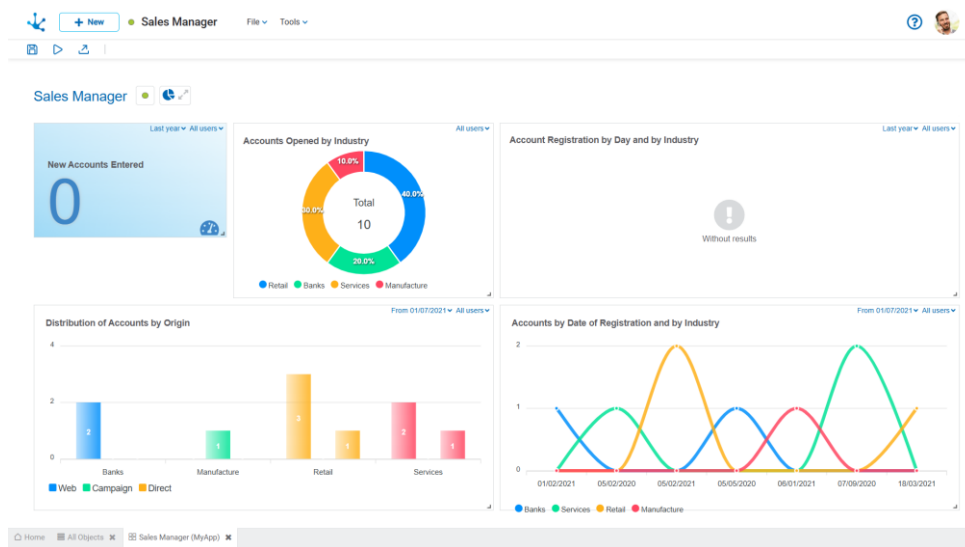 New
Sales Manager
File
Tools
Sales Manager
Last year All users
New Accounts Entered
0
All users
Accounts Opened by Industry
10.0%
40.0%
30.0%
20.0%
Total
10
Retail Banks Services Manufacture
Last year All users
Account Registration by Day and by Industry
Without results
From 01/07/2021 All users
Distribution of Accounts by Origin
4
2
0
2
1
3
1
2
1
Banks Manufacture Retail Services
Web Campaign Direct
From 01/07/2021 All users
Accounts by Date of Registration and by Industry
2
1
0
01/02/2021 05/02/2020 05/02/2021 05/05/2020 06/01/2021 07/09/2020 18/03/2021
Banks Services Retail Manufacture
Home All Objects Sales Manager (MyApp)